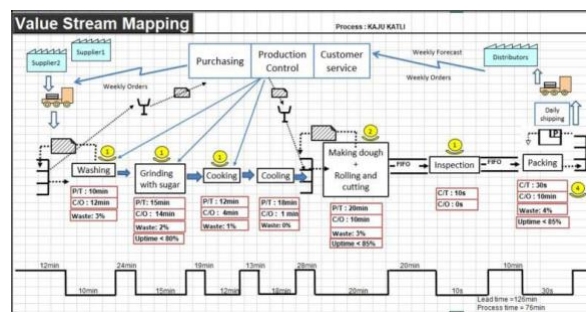 Value Stream Mapping
Process : KAJU KATLI
Supplier1
Supplier2
Purchasing
Production Control
Customer service
Weekly Forecast
Weekly Orders
Distributors
Weekly Orders
Daily shipping
1
1
1
2
1
Washing
Grinding with sugar
Cooking
Cooling
Making dough
+
Rolling and cutting
FIFO
Inspection
FIFO
Packing
P/T: 10min
C/O: 12min
Waste: 3%
P/T: 15min
C/O : 14min
Waste: 2%
Uptime < 80%
P/T: 12min
C/O: 4min
Waste: 1%
P/T: 18min
C/O: 1 min
Waste: 0%
P/T: 20min
C/O: 10min
Waste: 3%
Uptime < 85%
C/T: 10s
C/O: 0s
C/T: 30s
C/O: 10min
Waste: 4%
Uptime < 85%
4
12min
24min
19min
13min
28min
20min
10min
10min
15min
12min
18min
20min
10s
30s
Lead time =126min
Process time = 75min